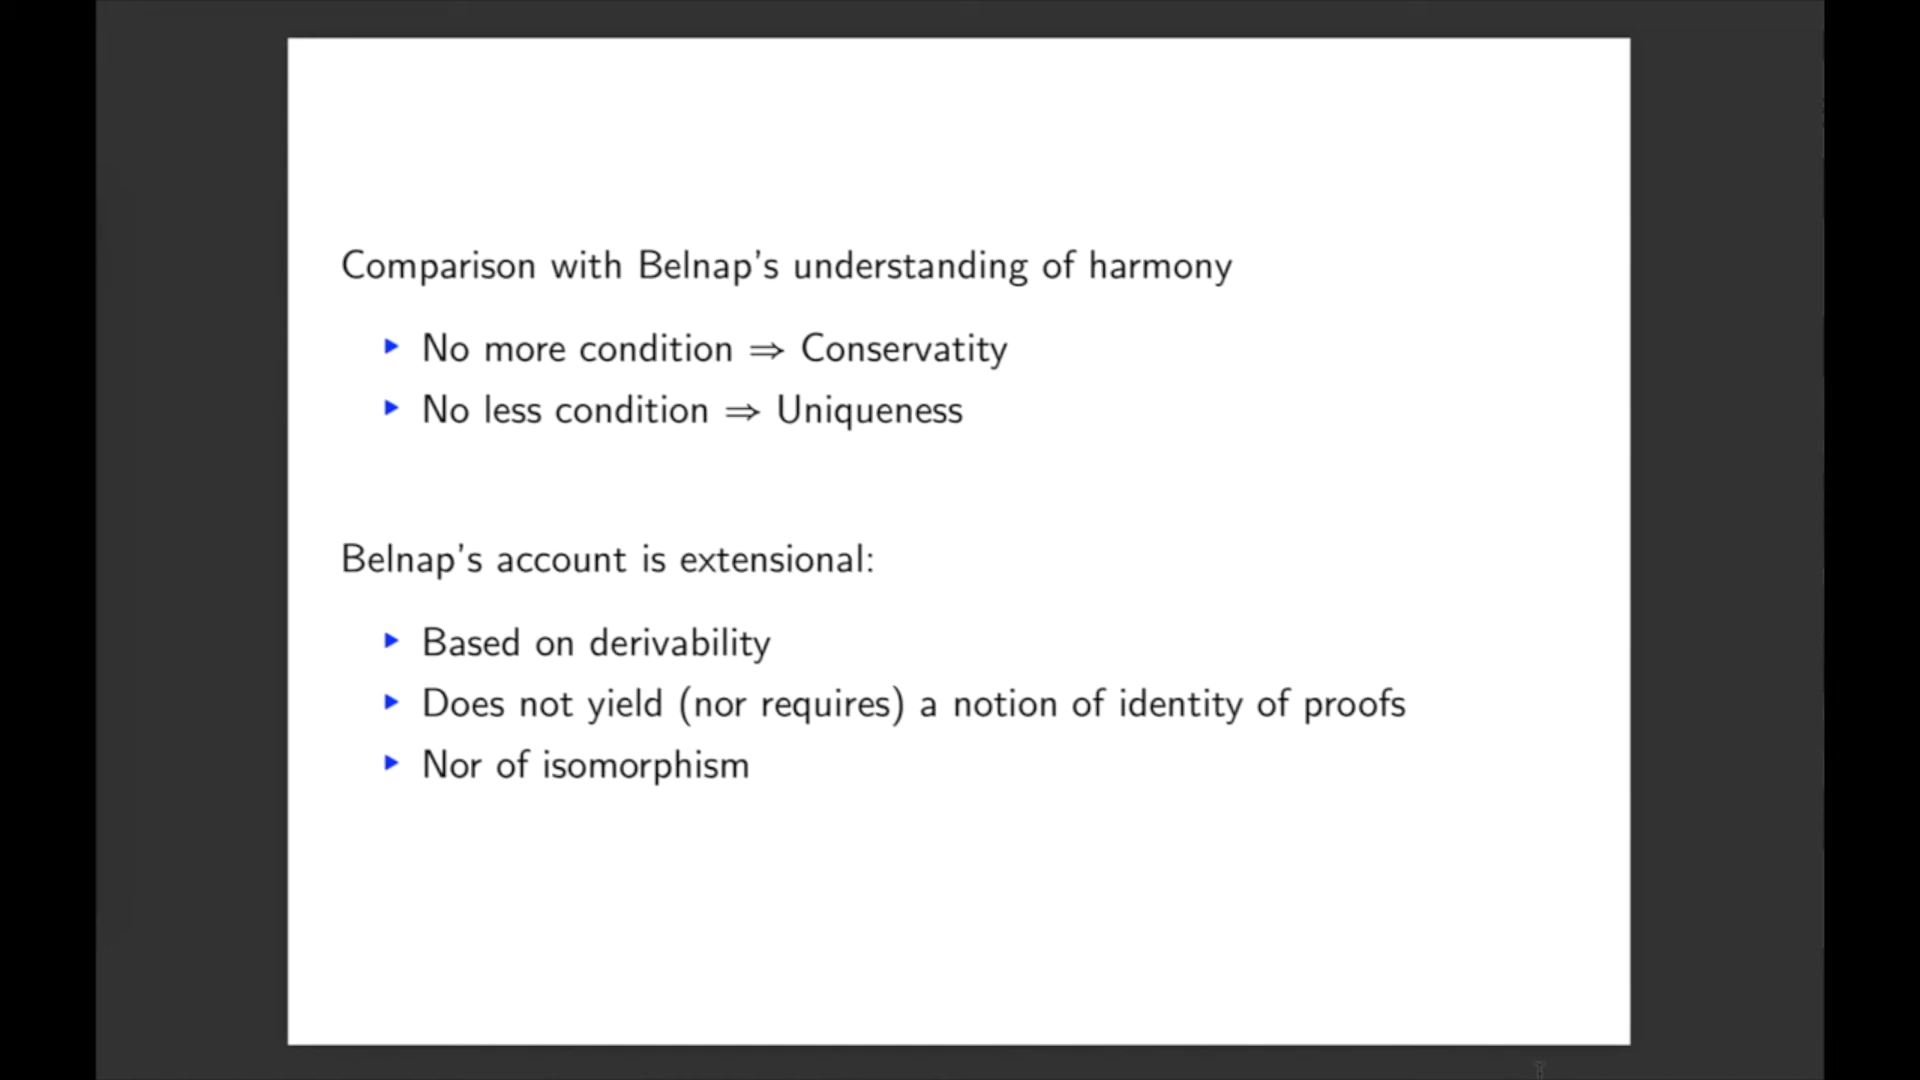 Comparison with Belnap's understanding of harmony
▶ No more condition ⇒ Conservatity
▶ No less condition ⇒ Uniqueness
Belnap's account is extensional:
▶ Based on derivability
▶ Does not yield (nor requires) a notion of identity of proofs
▶ Nor of isomorphism